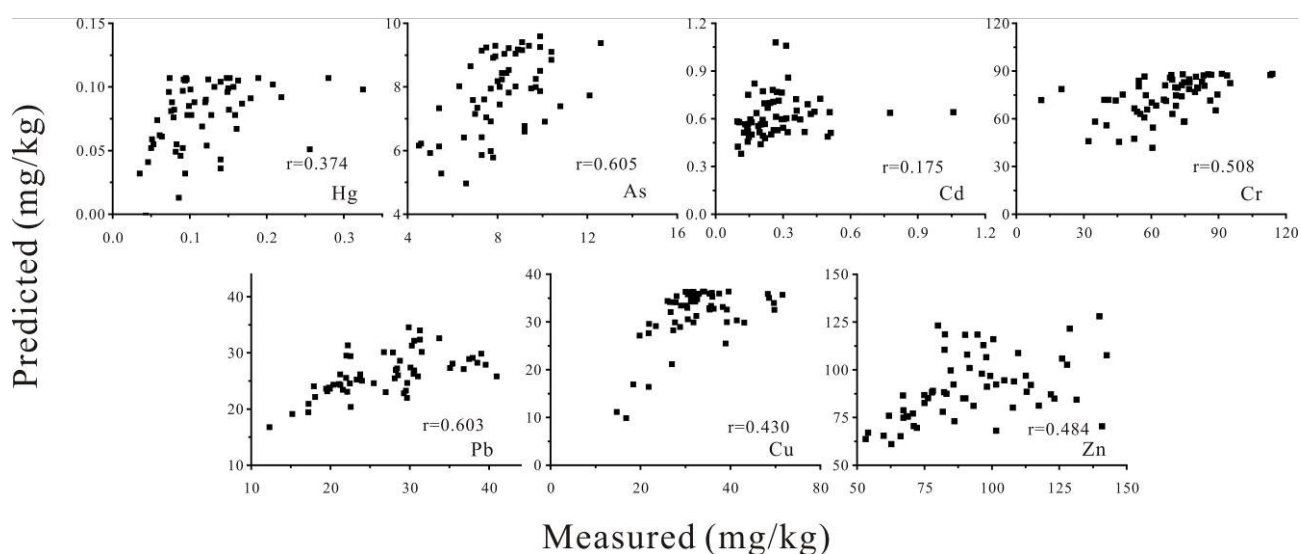 Predicted (mg/kg)
0.15
0.10
0.05
0.00
0.0 0.1 0.2 0.3
r=0.374
Hg
10
8
6
4
4 8 12 16
r=0.605
As
1.2
0.9
0.6
0.3
0.0
0.0 0.3 0.6 0.9 1.2
r=0.175
Cd
120
90
60
30
0
0 30 60 90 120
r=0.508
Cr
40
30
20
10
10 20 30 40
r=0.603
Pb
40
30
20
10
0
0 20 40 60 80
r=0.430
Cu
150
125
100
75
50
50 75 100 125 150
r=0.484
Zn
Measured (mg/kg)